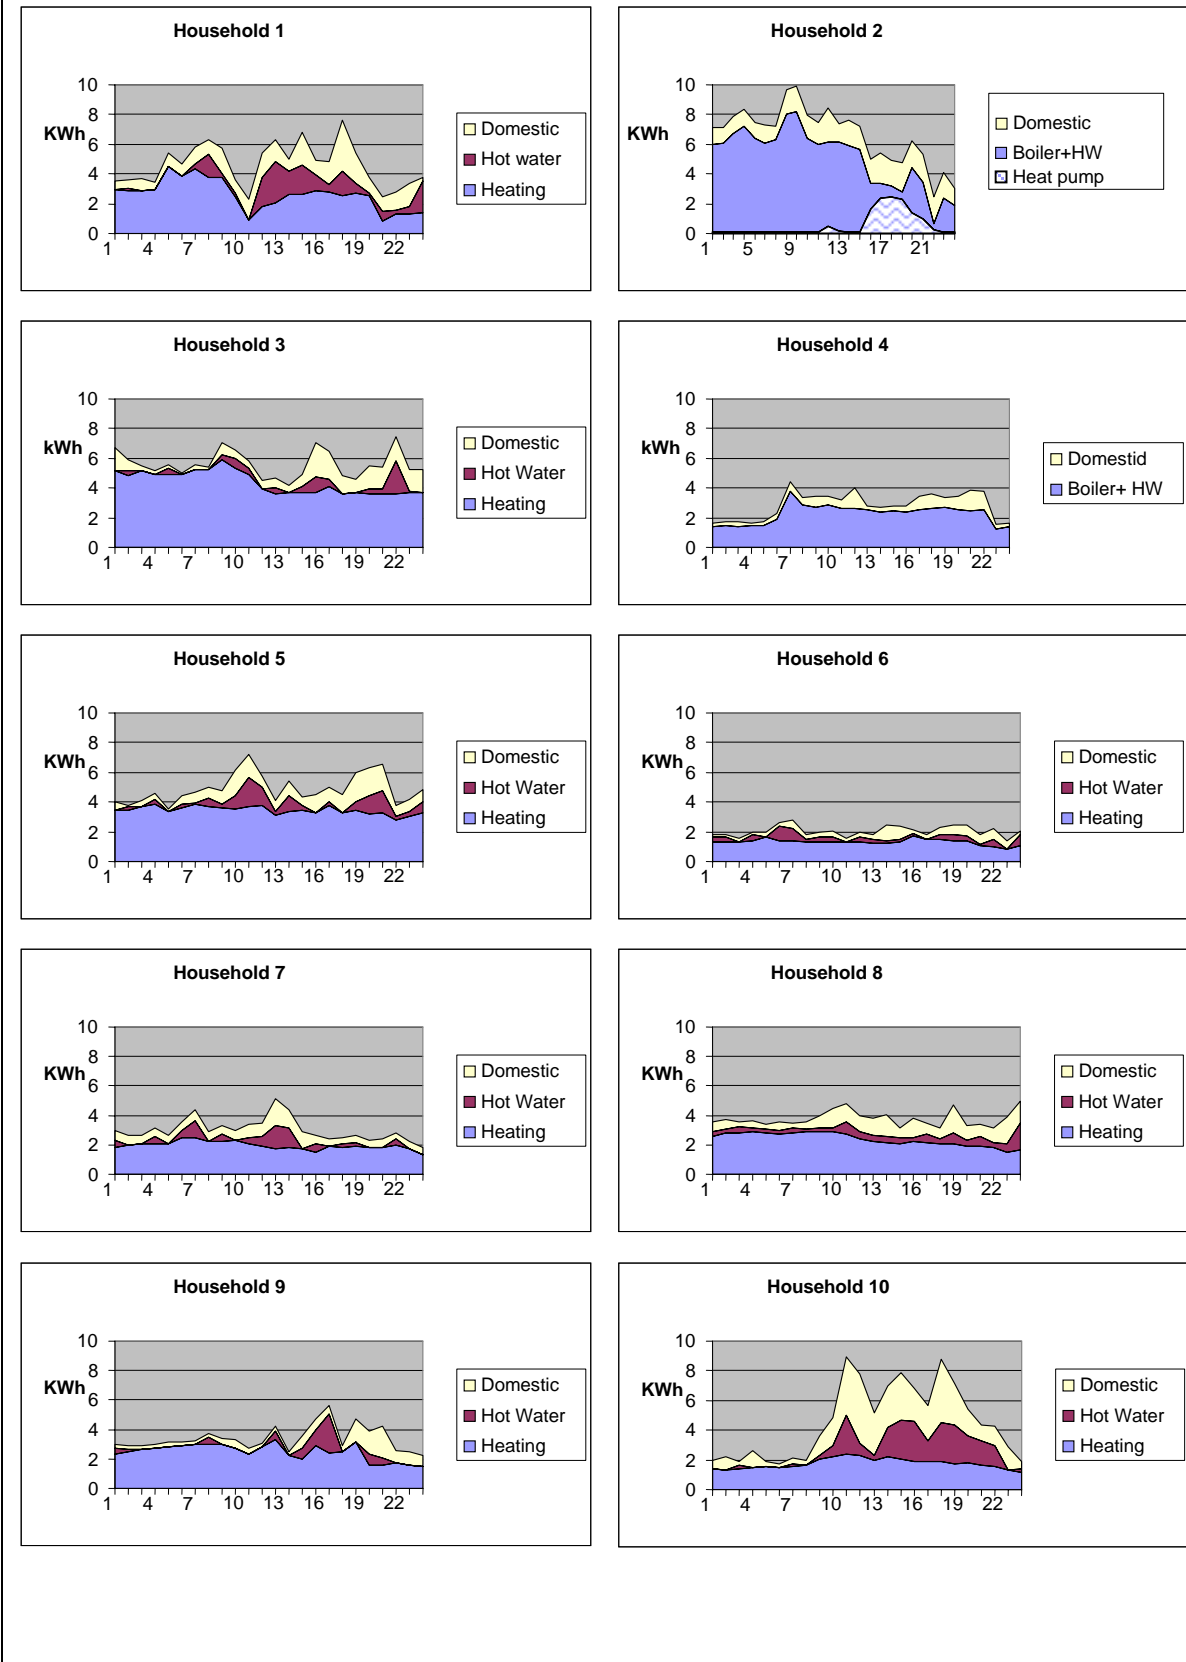 Household 1
10
8
6
4
2
0
KWh
1 4 7 10 13 16 19 22
Domestic
Hot water
Heating
Household 2
10
8
6
4
2
0
KWh
1 5 9 13 17 21
Domestic
Boiler+HW
Heat pump
Household 3
10
8
6
4
2
0
kWh
1 4 7 10 13 16 19 22
Domestic
Hot Water
Heating
Household 4
10
8
6
4
2
0
KWh
1 4 7 10 13 16 19 22
Domestid
Boiler+ HW
Household 5
10
8
6
4
2
0
KWh
1 4 7 10 13 16 19 22
Domestic
Hot Water
Heating
Household 6
10
8
6
4
2
0
KWh
1 4 7 10 13 16 19 22
Domestic
Hot Water
Heating
Household 7
10
8
6
4
2
0
KWh
1 4 7 10 13 16 19 22
Domestic
Hot Water
Heating
Household 8
10
8
6
4
2
0
KWh
1 4 7 10 13 16 19 22
Domestic
Hot Water
Heating
Household 9
10
8
6
4
2
0
KWh
1 4 7 10 13 16 19 22
Domestic
Hot Water
Heating
Household 10
10
8
6
4
2
0
KWh
1 4 7 10 13 16 19 22
Domestic
Hot Water
Heating